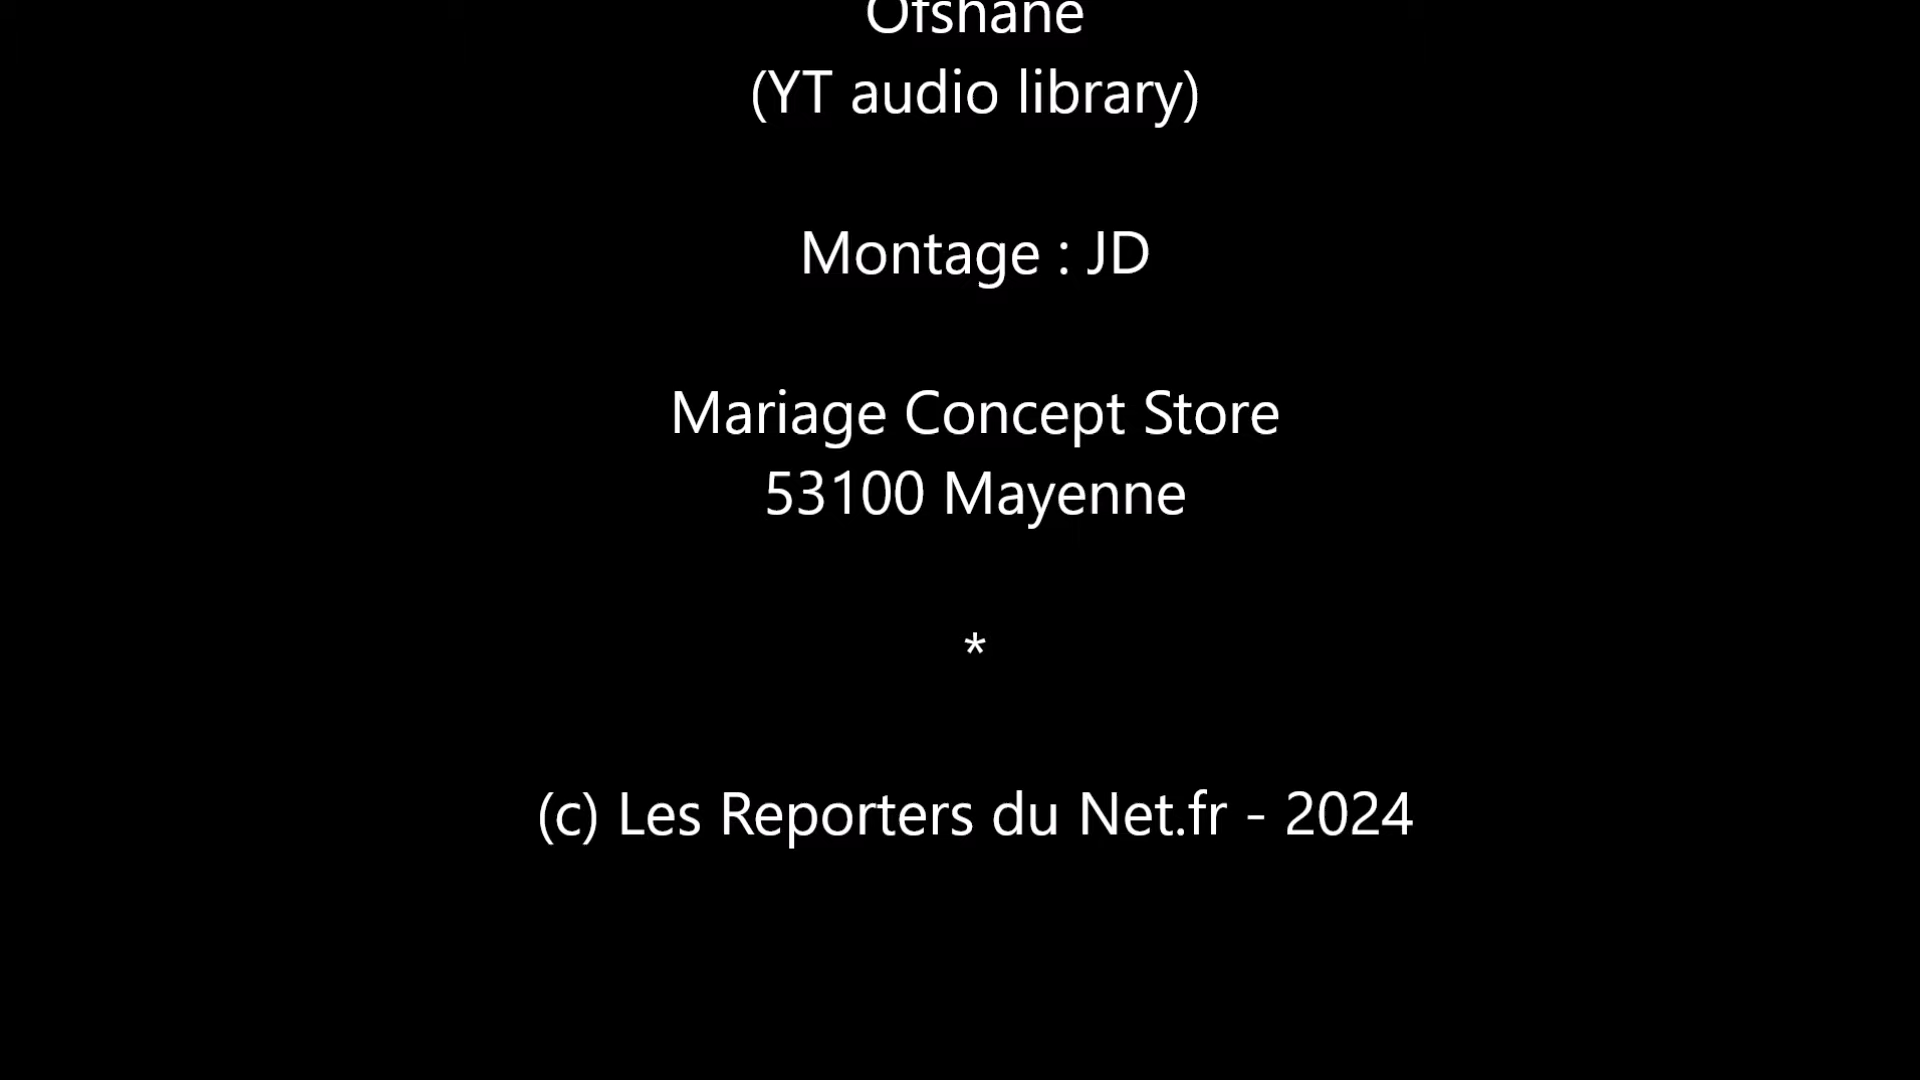 Ofshane
(YT audio library)
Montage : JD
Mariage Concept Store
53100 Mayenne
*
(c) Les Reporters du Net.fr - 2024